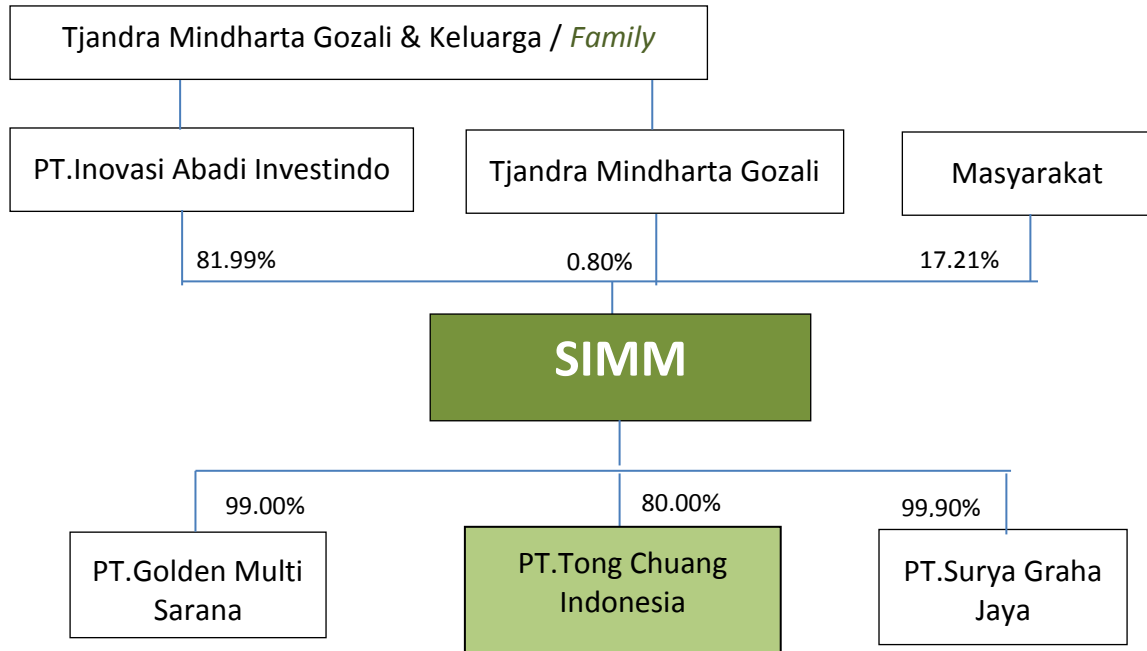 Tjandra Mindharta Gozali & Keluarga / Family
PT.Inovasi Abadi Investindo
Tjandra Mindharta Gozali
Masyarakat
81.99%
0.80%
17.21%
SIMM
99.00%
80.00%
99.90%
PT.Golden Multi
Sarana
PT.Tong Chuang
Indonesia
PT.Surya Graha
Jaya